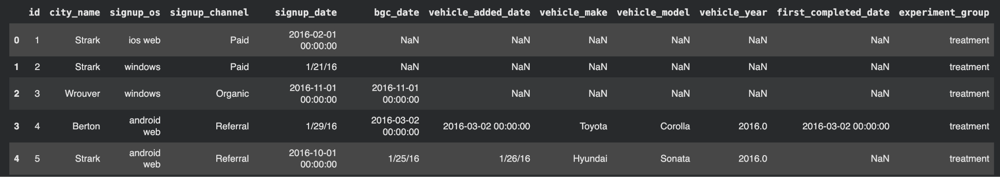 id city_name signup_os signup_channel signup_date bgc_date vehicle_added_date vehicle_make vehicle_model vehicle_year first_completed_date experiment_group
0 1 Strark ios web Paid 2016-02-01 00:00:00 NaN NaN NaN NaN NaN NaN treatment
1 2 Strark windows Paid 1/21/16 NaN NaN NaN NaN NaN NaN treatment
2 3 Wrouver windows Organic 2016-11-01 00:00:00 2016-11-01 00:00:00 NaN NaN NaN NaN NaN treatment
3 4 Berton android web Referral 1/29/16 2016-03-02 00:00:00 2016-03-02 00:00:00 Toyota Corolla 2016.0 2016-03-02 00:00:00 treatment
4 5 Strark android web Referral 2016-10-01 00:00:00 1/25/16 1/26/16 Hyundai Sonata 2016.0 NaN treatment